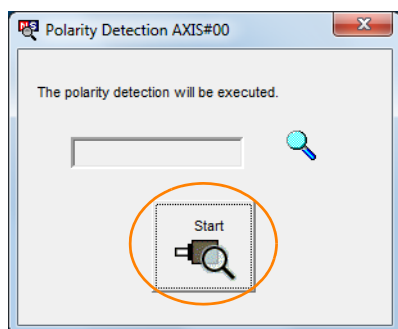 Polarity Detection AXIS#00
The polarity detection will be executed.
Start